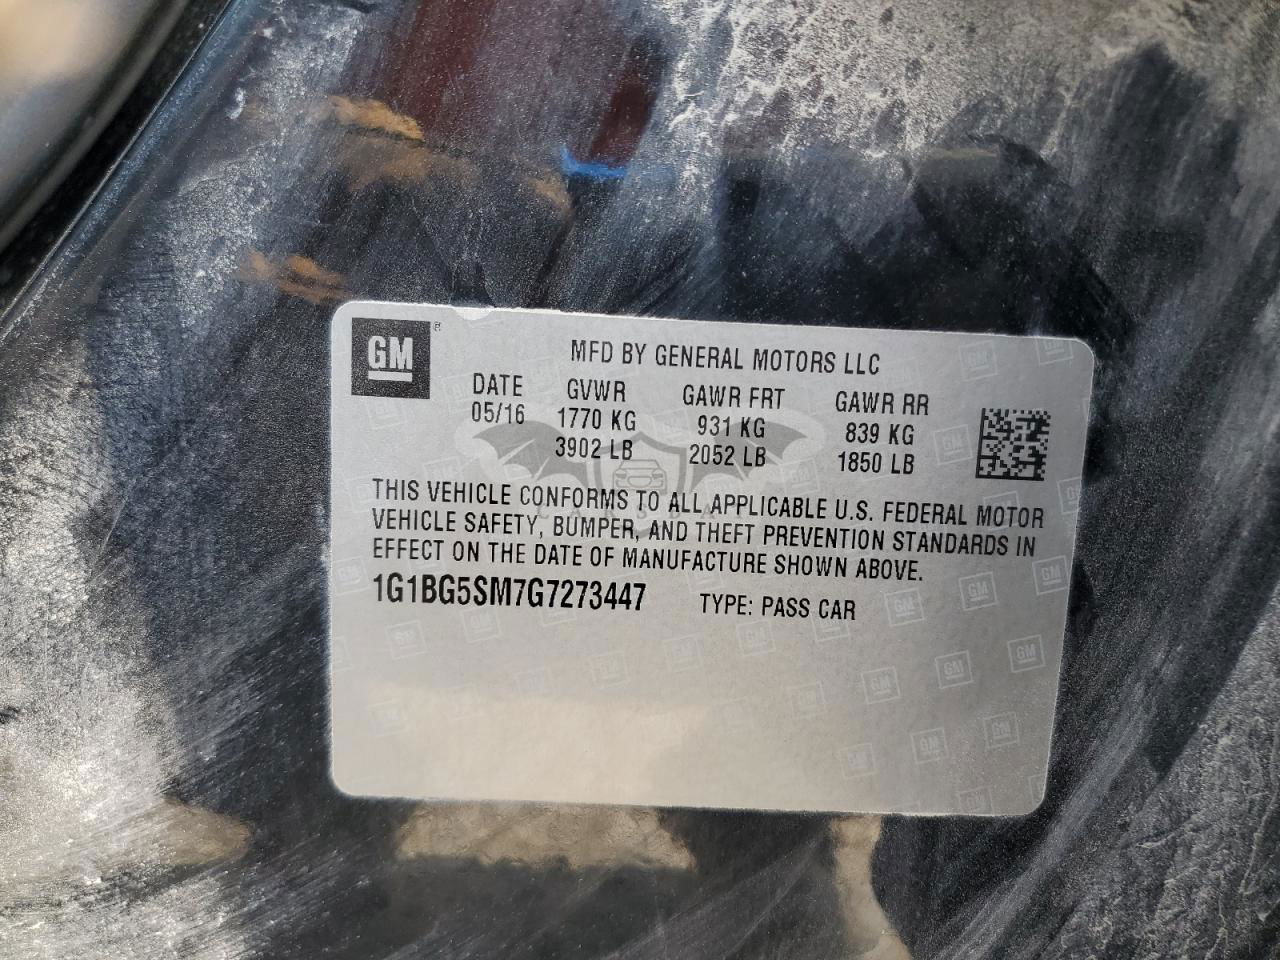 GM ®
MFD BY GENERAL MOTORS LLC
DATE GVWR GAWR FRT GAWR RR
05/16 1770 KG 931 KG 839 KG
3902 LB 2052 LB 1850 LB
THIS VEHICLE CONFORMS TO ALL APPLICABLE U.S. FEDERAL MOTOR
VEHICLE SAFETY, BUMPER, AND THEFT PREVENTION STANDARDS IN
EFFECT ON THE DATE OF MANUFACTURE SHOWN ABOVE.
1G1BG5SM7G7273447 TYPE: PASS CAR